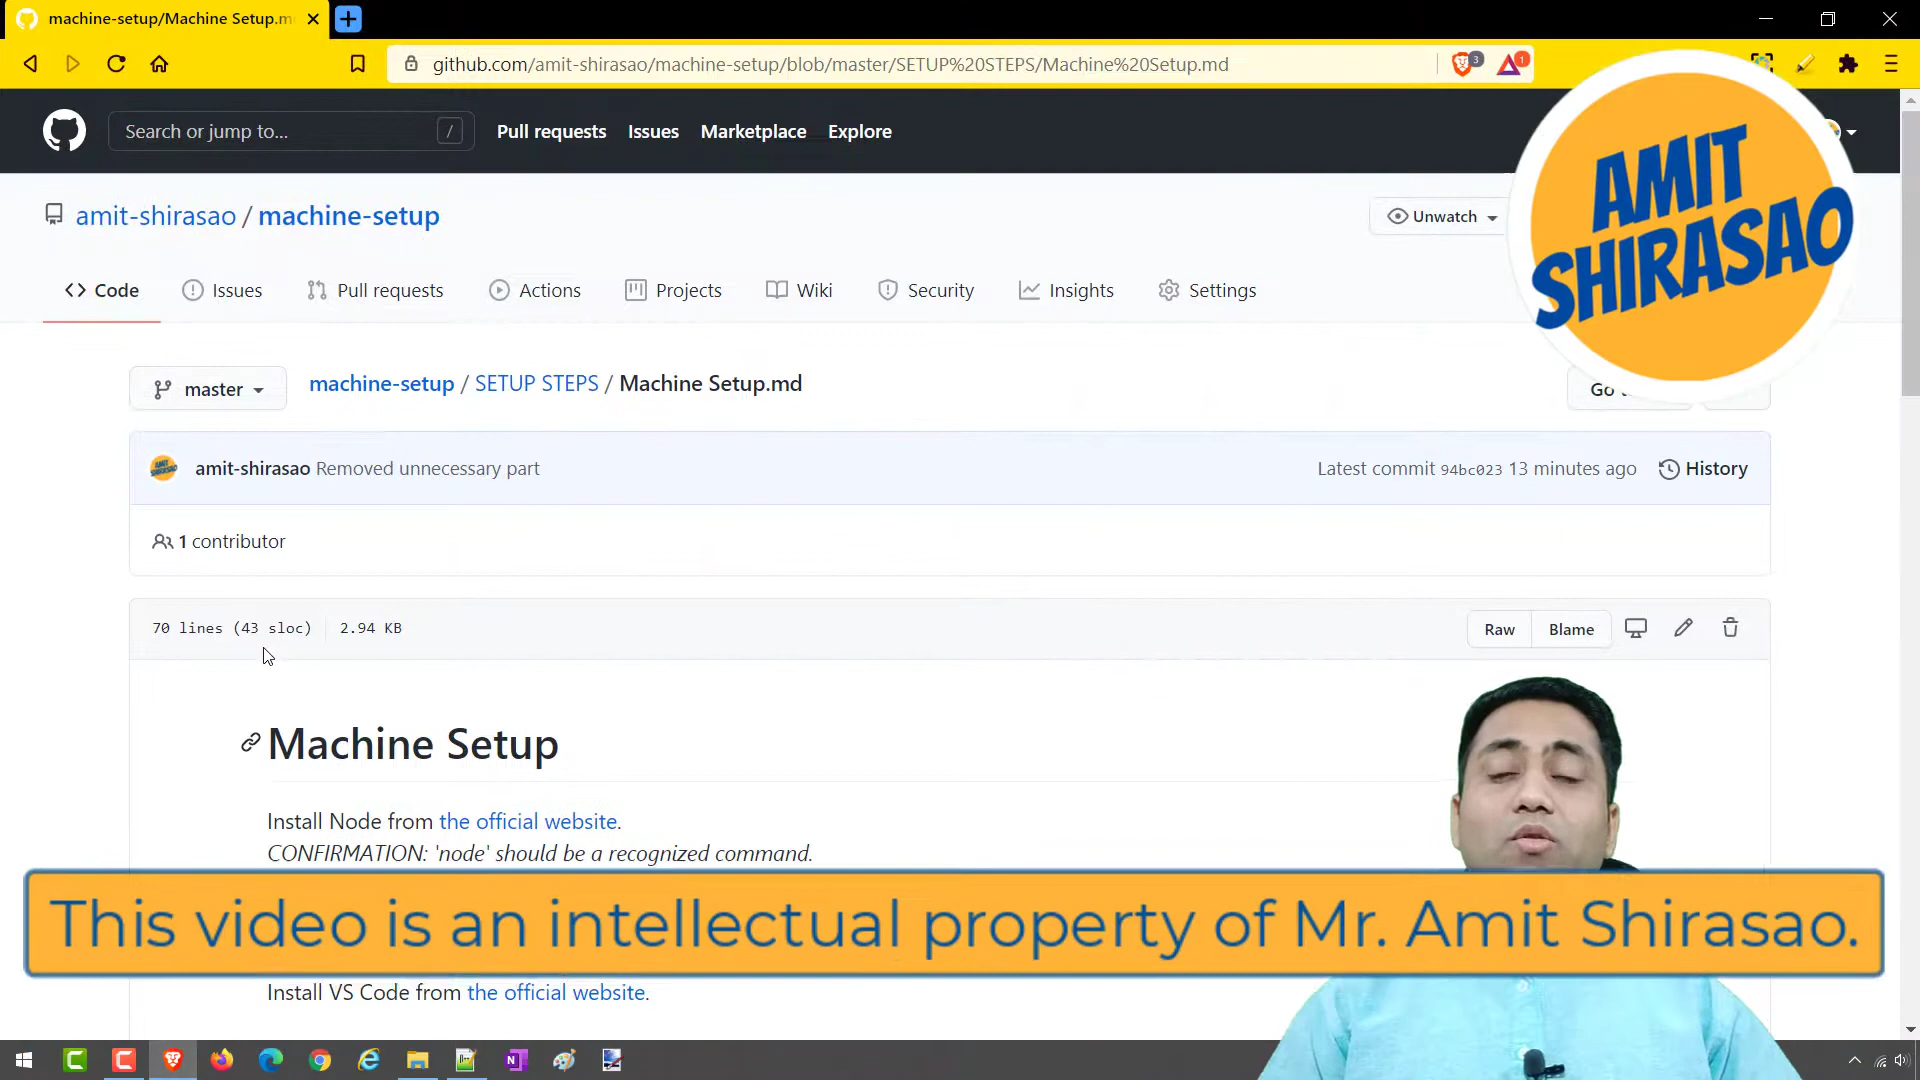 machine-setup/Machine Setup.m
github.com/amit-shirasao/machine-setup/blob/master/SETUP%20STEPS/Machine%20Setup.md
3
1
Search or jump to...
/
Pull requests
Issues
Marketplace
Explore
amit-shirasao / machine-setup
Unwatch
AMIT
SHIRASAO
Code
Issues
Pull requests
Actions
Projects
Wiki
Security
Insights
Settings
master
machine-setup / SETUP STEPS / Machine Setup.md
Go
AMIT
SHIRASAO
amit-shirasao Removed unnecessary part
Latest commit 94bc023 13 minutes ago
History
1 contributor
70 lines (43 sloc)
2.94 KB
Raw
Blame
Machine Setup
Install Node from the official website.
CONFIRMATION: 'node' should be a recognized command.
This video is an intellectual property of Mr. Amit Shirasao.
Install VS Code from the official website.